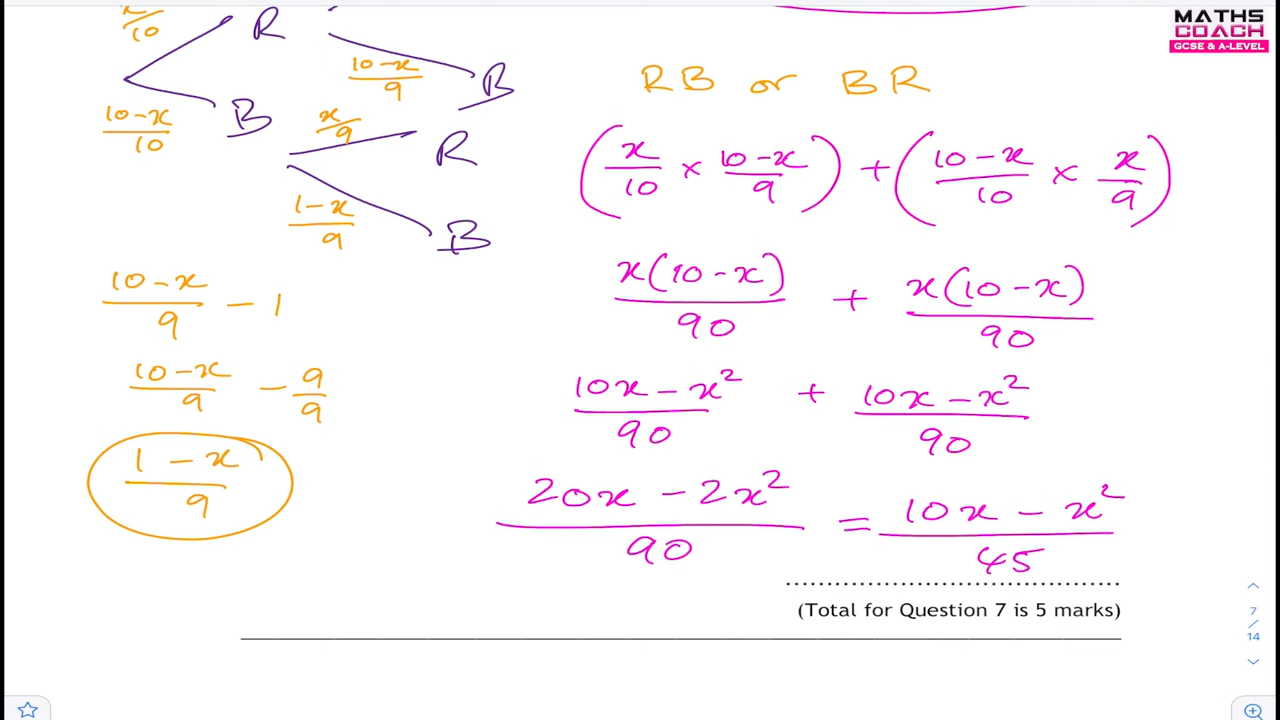 x/10 R
MATHS COACH
GCSE & A-LEVEL
10-x/9 B
RB or BR
10-x/10 B
x/9 R
(x/10 × 10-x/9) + (10-x/10 × x/9)
1-x/9 B
10-x/9 - 1
x(10-x)/90 + x(10-x)/90
10-x/9 - 9/9
10x-x²/90 + 10x-x²/90
1-x/9
20x-2x²/90 = 10x-x²/45
(Total for Question 7 is 5 marks)
7
/
14